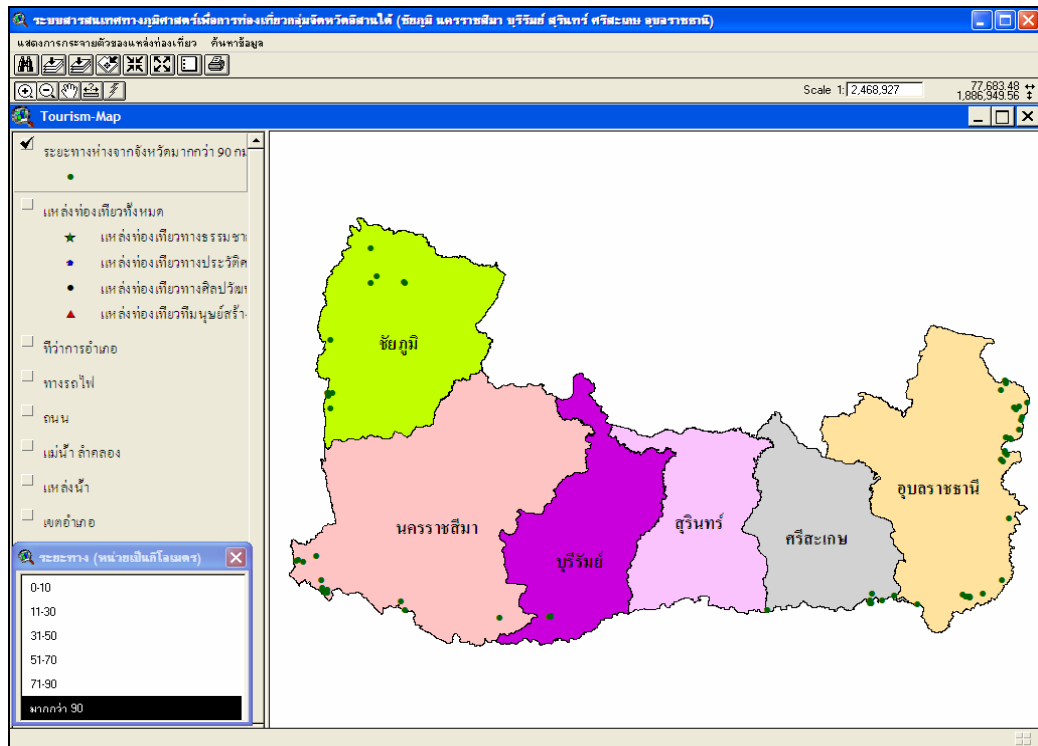 ระบบสารสนเทศทางภูมิศาสตร์เพื่อการท่องเที่ยวกลุ่มจังหวัดอีสานใต้ (ชัยภูมิ นครราชสีมา บุรีรัมย์ สุรินทร์ ศรีสะเกษ อุบลราชธานี)
แสดงการกระจายตัวของแหล่งท่องเที่ยว ค้นหาข้อมูล
Scale 1: 2,468,927
77,683.48
1,886,949.56
Tourism-Map
ระยะทางห่างจากจังหวัดมากกว่า 90 กม
แหล่งท่องเที่ยวทั้งหมด
แหล่งท่องเที่ยวทางธรรมชา
แหล่งท่องเที่ยวทางประวัติศ
แหล่งท่องเที่ยวทางศิลปวัฒน
แหล่งท่องเที่ยวที่มนุษย์สร้าง
ที่ว่าการอำเภอ
ทางรถไฟ
ถนน
แม่น้ำ ลำคลอง
แหล่งน้ำ
เขตอำเภอ
ระยะทาง (หน่วยเป็นกิโลเมตร)
0-10
11-30
31-50
51-70
71-90
มากกว่า 90
ชัยภูมิ
นครราชสีมา
บุรีรัมย์
สุรินทร์
ศรีสะเกษ
อุบลราชธานี